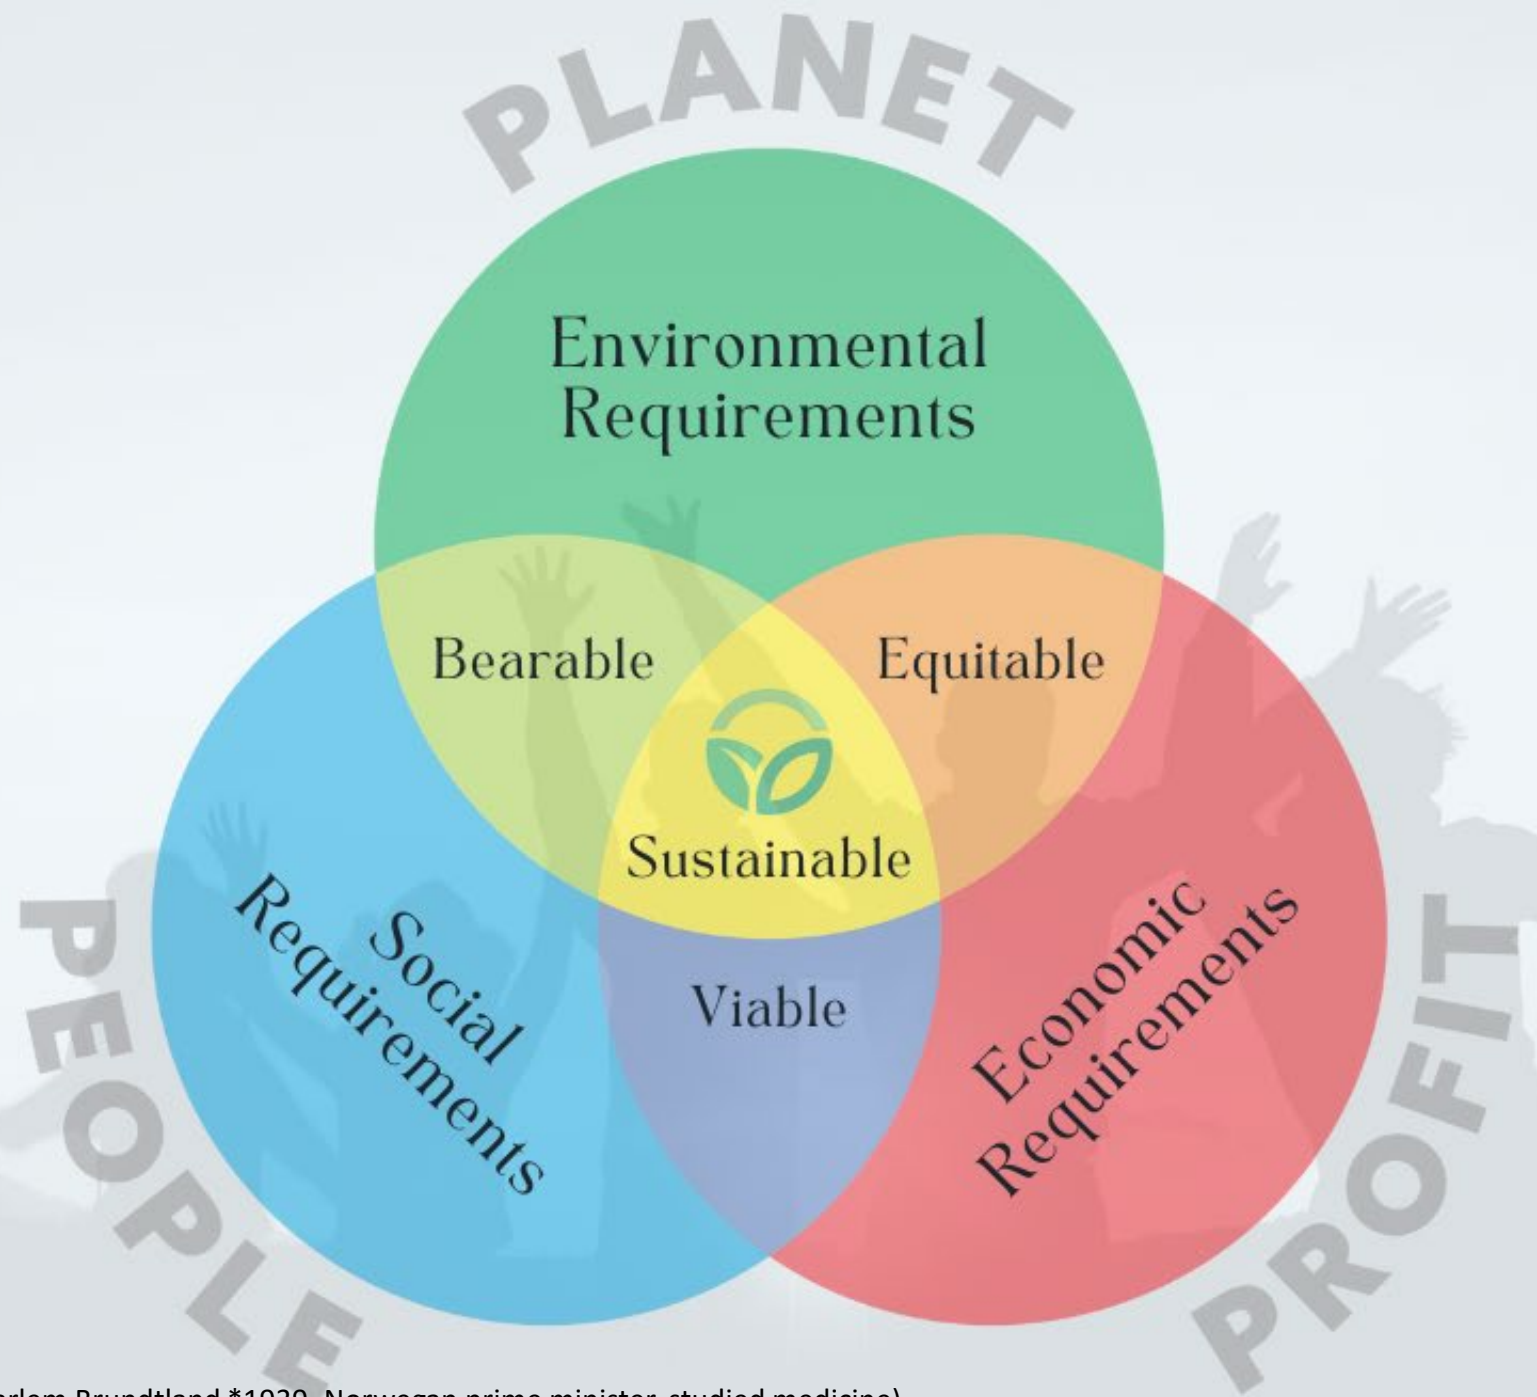 PLANET
Environmental
Requirements
Bearable
Equitable
Sustainable
Viable
Social
Requirements
Economic
Requirements
PEOPLE
PROFIT
Brundtland *1939, Norwegian prime minister, studied medicine)